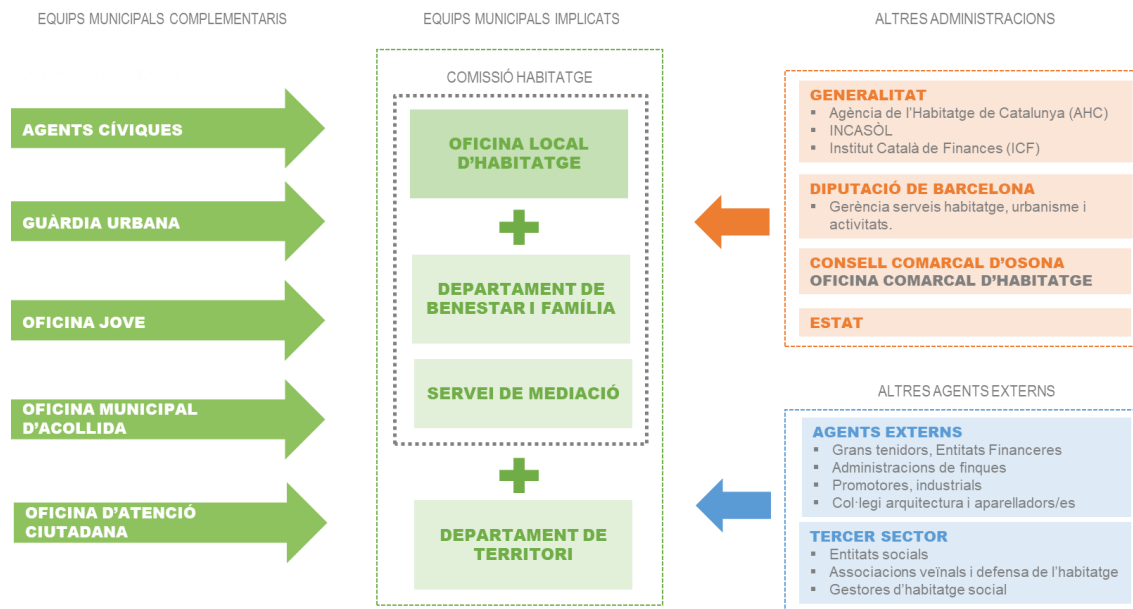 EQUIPS MUNICIPALS COMPLEMENTARIS
AGENTS CÍVIQUES
GUÀRDIA URBANA
OFICINA JOVE
OFICINA MUNICIPAL
D'ACOLLIDA
OFICINA D'ATENCIÓ
CIUTADANA
EQUIPS MUNICIPALS IMPLICATS
COMISSIÓ HABITATGE
OFICINA LOCAL
D'HABITATGE
DEPARTAMENT DE
BENESTAR I FAMÍLIA
SERVEI DE MEDIACIÓ
DEPARTAMENT DE
TERRITORI
ALTRES ADMINISTRACIONS
GENERALITAT
▪ Agència de l'Habitatge de Catalunya (AHC)
▪ INCASÒL
▪ Institut Català de Finances (ICF)
DIPUTACIÓ DE BARCELONA
▪ Gerència serveis habitatge, urbanisme i
activitats.
CONSELL COMARCAL D'OSONA
OFICINA COMARCAL D'HABITATGE
ESTAT
ALTRES AGENTS EXTERNS
AGENTS EXTERNS
▪ Grans tenidors, Entitats Financeres
▪ Administracions de finques
▪ Promotores, industrials
▪ Col·legi arquitectura i aparelladors/es
TERCER SECTOR
▪ Entitats socials
▪ Associacions veïnals i defensa de l'habitatge
▪ Gestores d'habitatge social